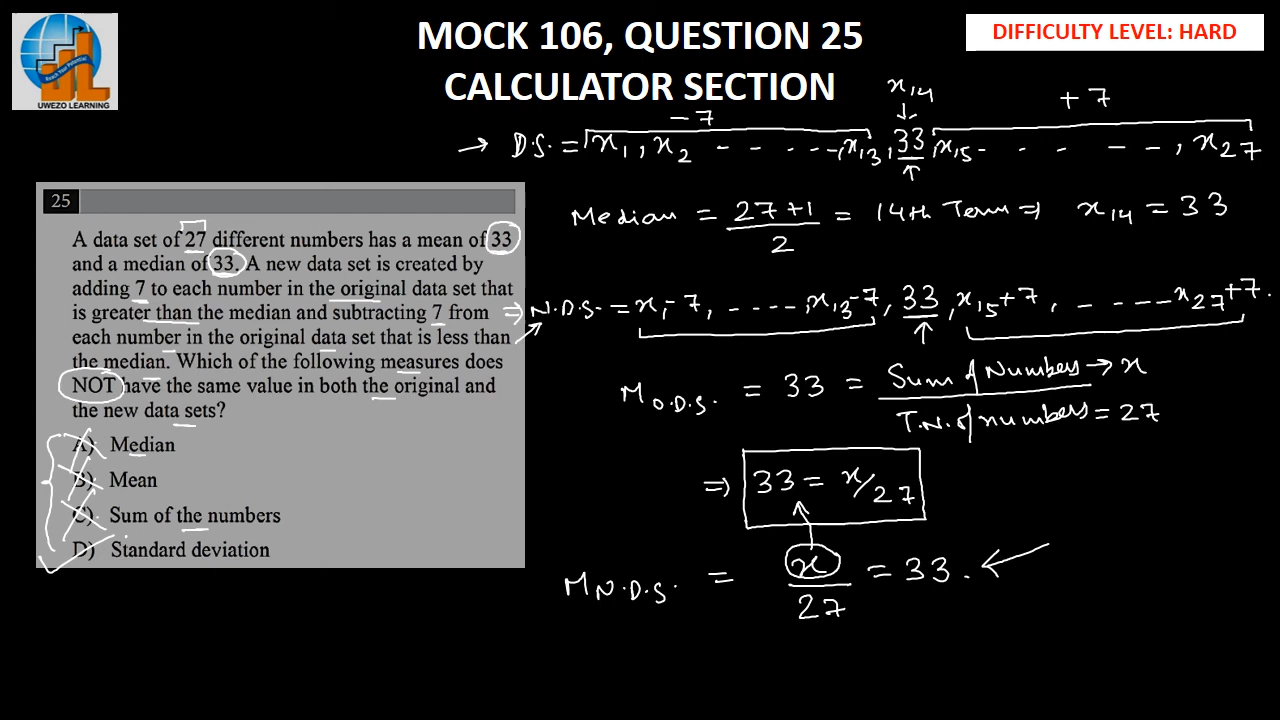 MOCK 106, QUESTION 25
CALCULATOR SECTION
DIFFICULTY LEVEL: HARD
Reach Your Potential
UWEZO LEARNING
x14
-7
+7
→ D.S. = x1, x2 - - - - - -, x13, 33, x15 - - - - -, x27
Median = 27+1/2 = 14th Term ⇒ x14 = 33
25
A data set of 27 different numbers has a mean of 33
and a median of 33. A new data set is created by
adding 7 to each number in the original data set that
is greater than the median and subtracting 7 from
each number in the original data set that is less than
the median. Which of the following measures does
NOT have the same value in both the original and
the new data sets?
A) Median
B) Mean
C) Sum of the numbers
D) Standard deviation
⇒ N.D.S. = x1-7, ......, x13-7, 33, x15+7, - - - - - x27+7.
M O.D.S. = 33 = Sum of Numbers → x / T.N. of numbers = 27
⇒ 33 = x/27
M N.D.S. = x/27 = 33.